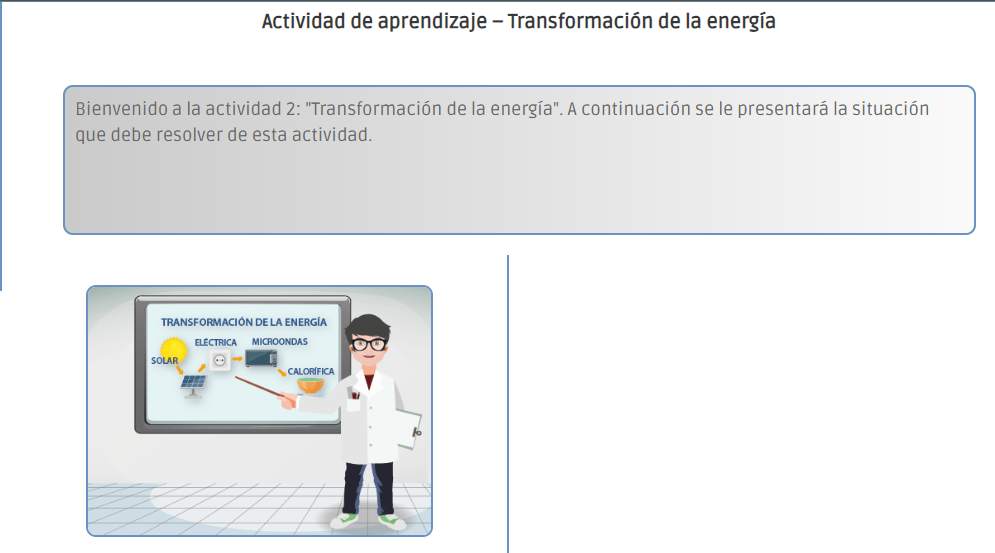 Actividad de aprendizaje – Transformación de la energía
Bienvenido a la actividad 2: "Transformación de la energía". A continuación se le presentará la situación
que debe resolver de esta actividad.
TRANSFORMACIÓN DE LA ENERGÍA
ELÉCTRICA MICROONDAS
SOLAR
CALORÍFICA